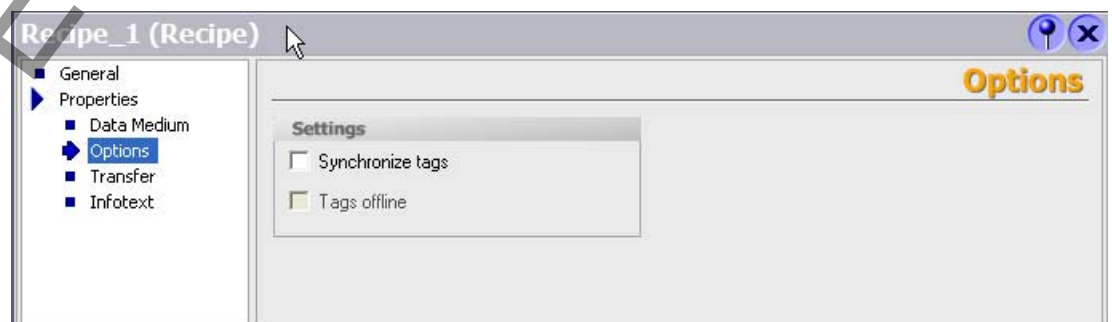 Recipe_1 (Recipe)
General
Properties
Data Medium
Options
Transfer
Infotext
Options
Settings
Synchronize tags
Tags offline